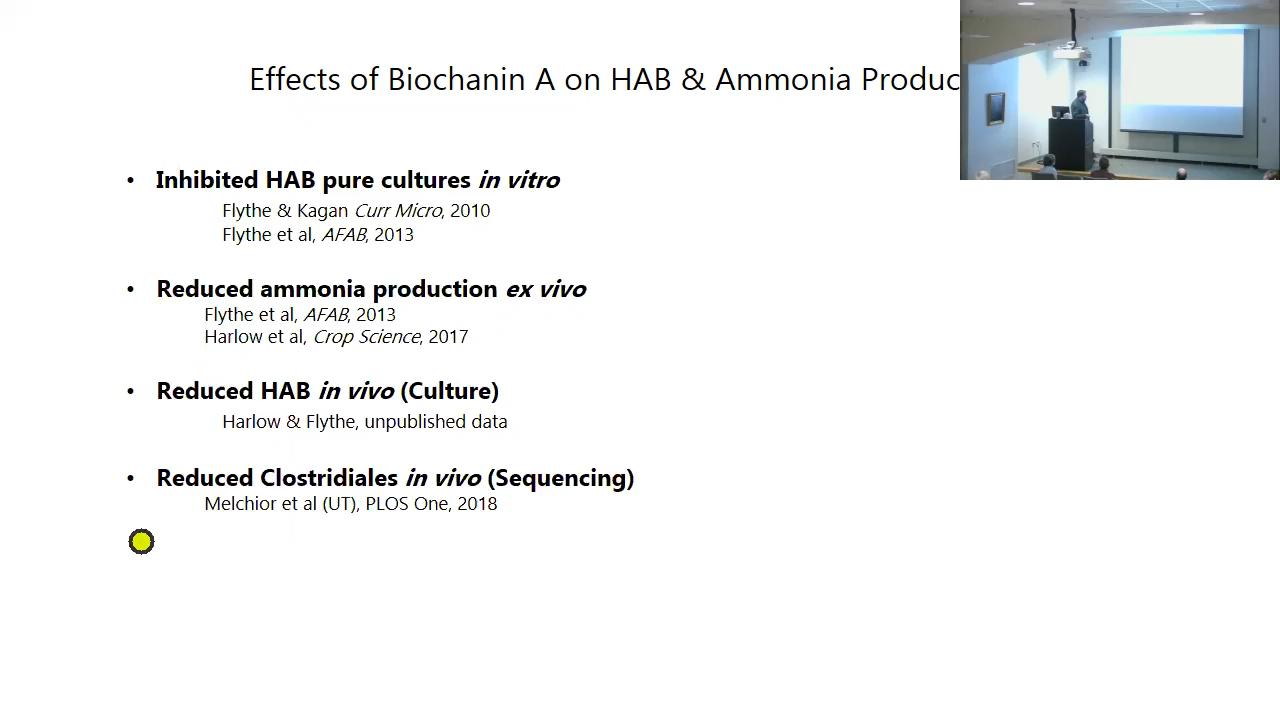 Effects of Biochanin A on HAB & Ammonia Produc
• Inhibited HAB pure cultures in vitro
Flythe & Kagan Curr Micro, 2010
Flythe et al, AFAB, 2013
• Reduced ammonia production ex vivo
Flythe et al, AFAB, 2013
Harlow et al, Crop Science, 2017
• Reduced HAB in vivo (Culture)
Harlow & Flythe, unpublished data
• Reduced Clostridiales in vivo (Sequencing)
Melchior et al (UT), PLOS One, 2018